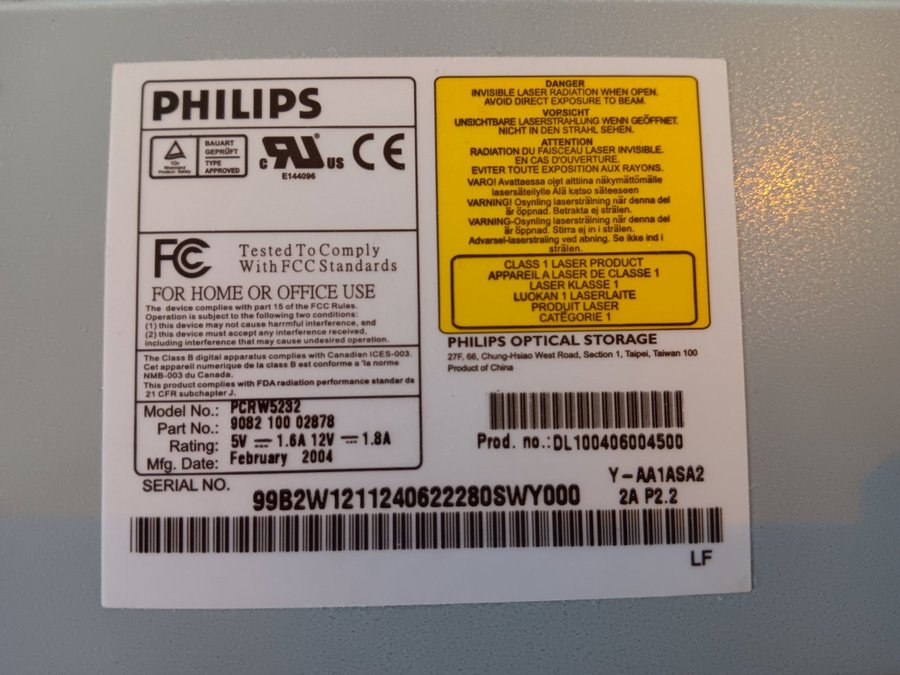 PHILIPS
TÜV
Rheinland
Product Safety
BAUART
GEPRÜFT
TYPE
APPROVED
c RU US
E144096
CE
FC
Tested To Comply
With FCC Standards
FOR HOME OR OFFICE USE
The device complies with part 15 of the FCC Rules.
Operation is subject to the following two conditions:
(1) this device may not cause harmful interference, and
(2) this device must accept any interference received,
including interference that may cause undesired operation.
The Class B digital apparatus complies with Canadian ICES-003.
Cet appareil numerique de la class B est conforme a 'la norme
NMB-003 du Canada.
This product complies with FDA radiation performance standar ds
21 CFR subchapter J.
Model No.: PCRW5232
Part No.: 9082 100 02878
Rating: 5V 1.6A 12V 1.8A
Mfg. Date: February 2004
DANGER
INVISIBLE LASER RADIATION WHEN OPEN.
AVOID DIRECT EXPOSURE TO BEAM.
VORSICHT
UNSICHTBARE LASERSTRAHLUNG WENN GEÖFFNET.
NICHT IN DEN STRAHL SEHEN.
ATTENTION
RADIATION DU FAISCEAU LASER INVISIBLE.
EN CAS D'OUVERTURE.
EVITER TOUTE EXPOSITION AUX RAYONS.
VARO! Avattaessa olet alttiina näkymättömälle
lasersäteilylle Älä katso säteeseen
VARNING! Osynling laserstrålning när denna del
är öppnad. Betrakta ej strålen.
VARNING-Osynling laserstrålning når denna del
år öppnad. Stirra ej in i strålen.
Advarsel-laserstraling ved abning. Se ikke ind i
strålen.
CLASS 1 LASER PRODUCT
APPAREIL A LASER DE CLASSE 1
LASER KLASSE 1
LUOKAN 1 LASERLAITE
PRODUIT LASER
CATÉGORIE 1
PHILIPS OPTICAL STORAGE
27F, 66, Chung-Hsiao West Road, Section 1, Taipei, Taiwan 100
Product of China
Prod. no.:DL100406004500
Y-AA1ASA2
2A P2.2
SERIAL NO.
99B2W1211240622280SWY000
LF